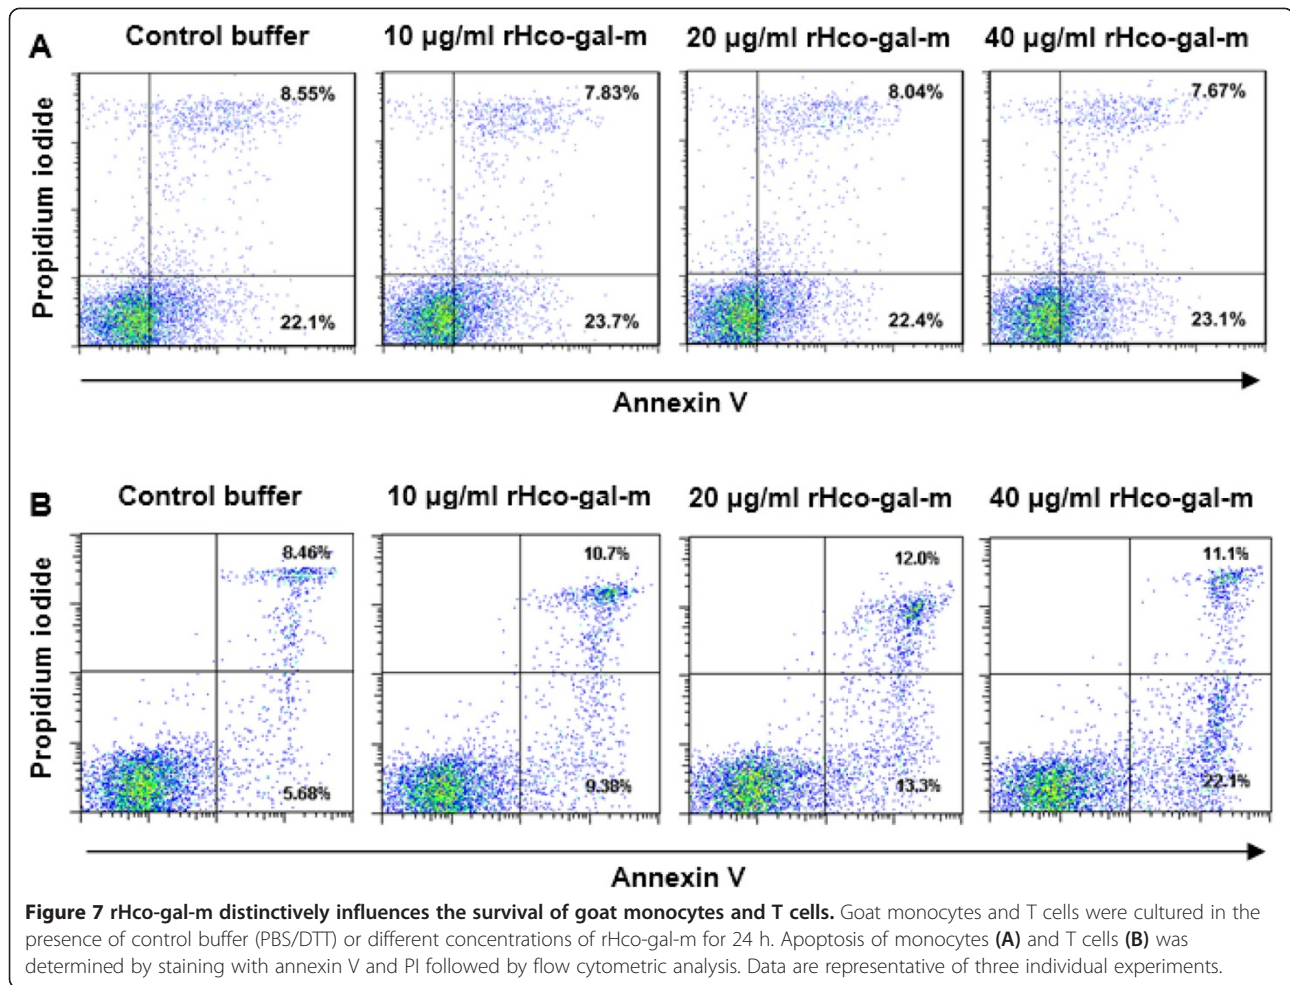 A
Control buffer
10 µg/ml rHco-gal-m
20 µg/ml rHco-gal-m
40 µg/ml rHco-gal-m
Propidium iodide
8.55%
7.83%
8.04%
7.67%
22.1%
23.7%
22.4%
23.1%
Annexin V
B
Control buffer
10 µg/ml rHco-gal-m
20 µg/ml rHco-gal-m
40 µg/ml rHco-gal-m
Propidium iodide
8.46%
10.7%
12.0%
11.1%
5.68%
9.38%
13.3%
22.1%
Annexin V
Figure 7 rHco-gal-m distinctively influences the survival of goat monocytes and T cells. Goat monocytes and T cells were cultured in the
presence of control buffer (PBS/DTT) or different concentrations of rHco-gal-m for 24 h. Apoptosis of monocytes (A) and T cells (B) was
determined by staining with annexin V and PI followed by flow cytometric analysis. Data are representative of three individual experiments.